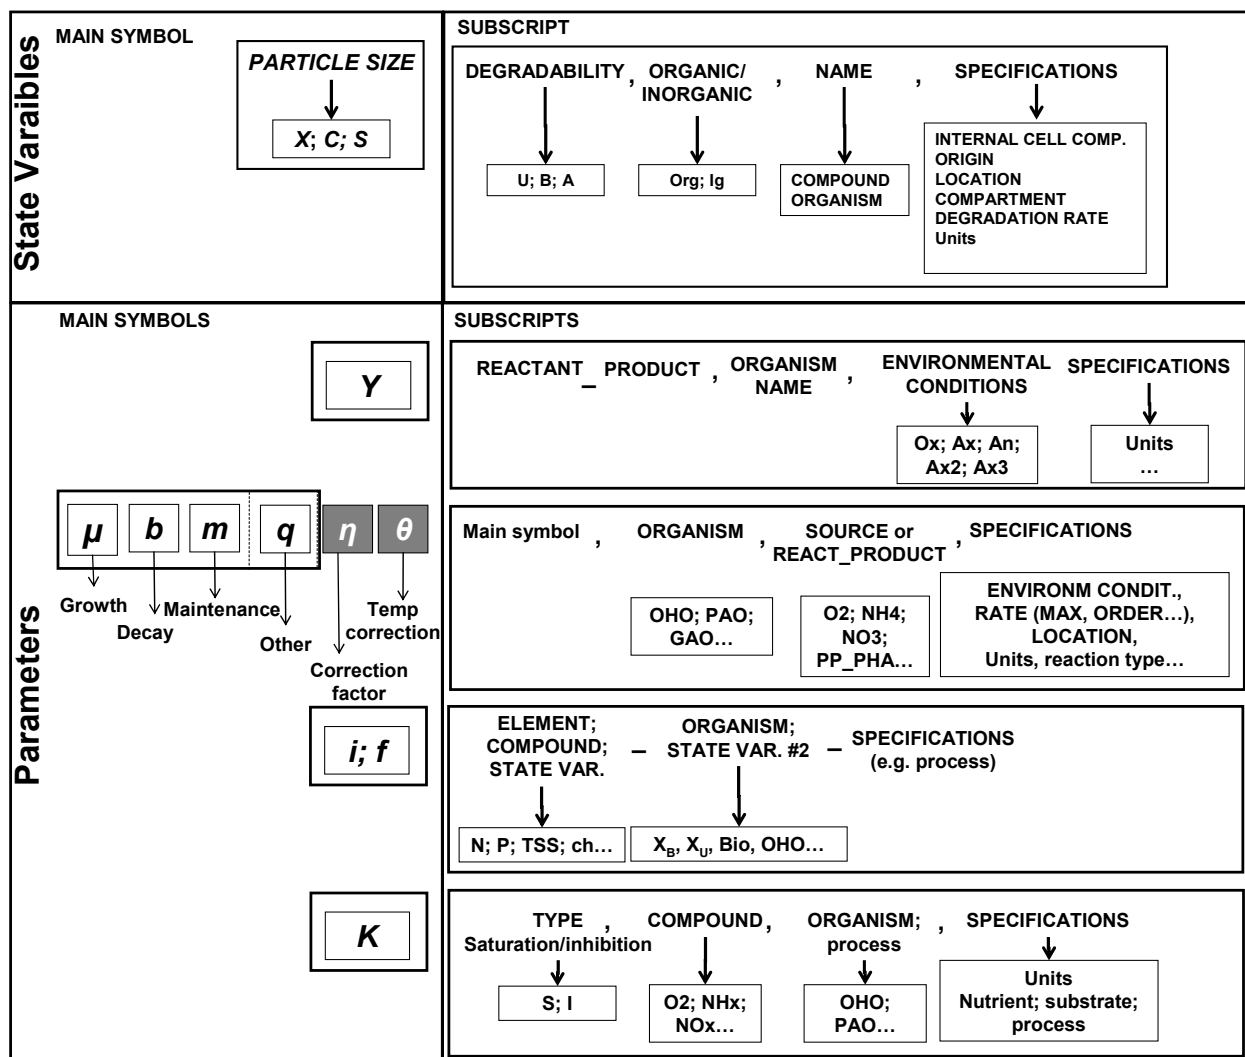 State Varaibles
MAIN SYMBOL
PARTICLE SIZE
X; C; S
SUBSCRIPT
DEGRADABILITY , ORGANIC/ , NAME , SPECIFICATIONS
INORGANIC
U; B; A
Org; Ig
COMPOUND
ORGANISM
INTERNAL CELL COMP.
ORIGIN
LOCATION
COMPARTMENT
DEGRADATION RATE
Units
Parameters
MAIN SYMBOLS
Y
SUBSCRIPTS
REACTANT _ PRODUCT , ORGANISM , ENVIRONMENTAL SPECIFICATIONS
NAME CONDITIONS
Ox; Ax; An;
Ax2; Ax3
Units
...
μ b m q η θ
Growth
Decay
Maintenance
Other
Correction
factor
Temp
correction
Main symbol , ORGANISM , SOURCE or , SPECIFICATIONS
REACT_PRODUCT
OHO; PAO;
GAO...
O2; NH4;
NO3;
PP_PHA...
ENVIRONM CONDIT.,
RATE (MAX, ORDER...),
LOCATION,
Units, reaction type...
i; f
ELEMENT;
COMPOUND;
STATE VAR.
–
ORGANISM;
STATE VAR. #2
–
SPECIFICATIONS
(e.g. process)
N; P; TSS; ch...
X_B, X_U, Bio, OHO...
K
TYPE , COMPOUND, ORGANISM; , SPECIFICATIONS
Saturation/inhibition process
S; I
O2; NHx;
NOx...
OHO;
PAO...
Units
Nutrient; substrate;
process